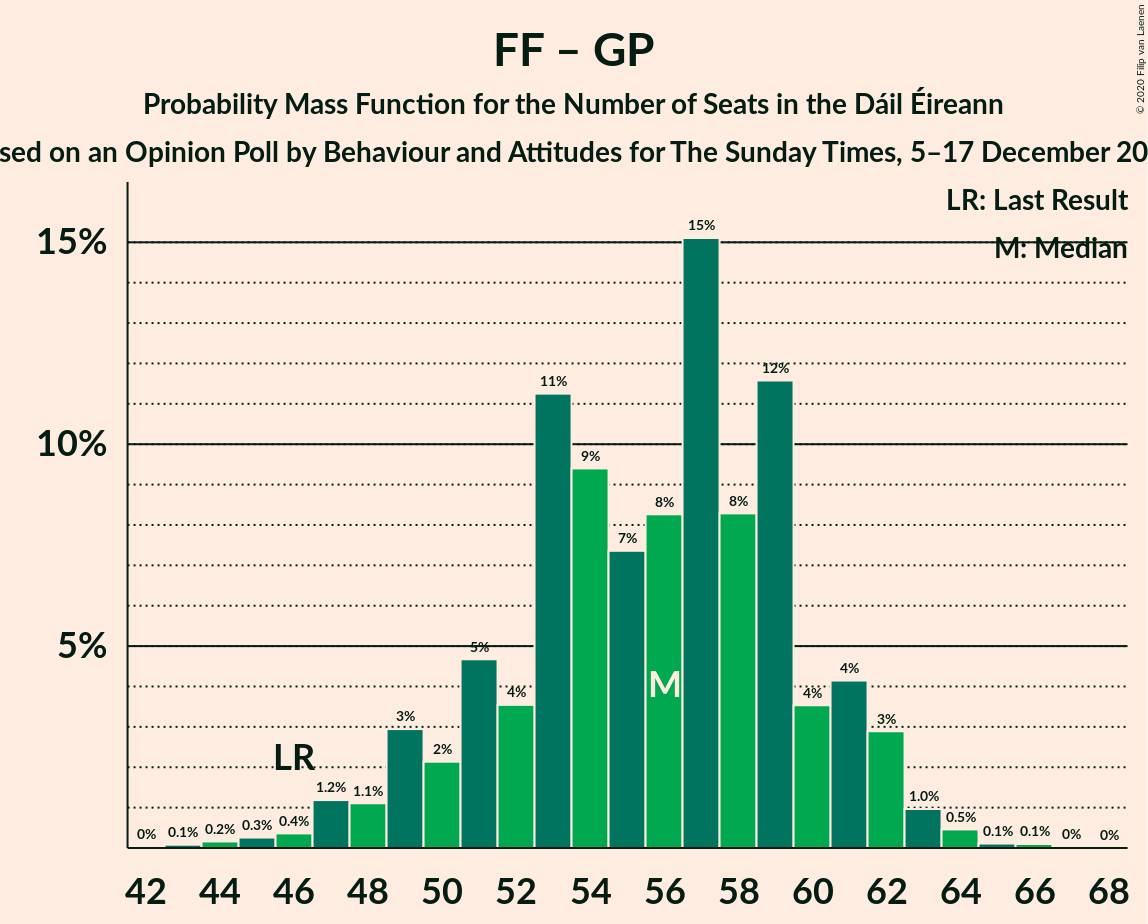 FF – GP
© 2020 Filip van Laenen
Probability Mass Function for the Number of Seats in the Dáil Éireann
sed on an Opinion Poll by Behaviour and Attitudes for The Sunday Times, 5–17 December 20
LR: Last Result
M: Median
15%
10%
5%
0% 0.1% 0.2% 0.3% 0.4% 1.2% 1.1% 3% 2% 5% 4% 11% 9% 7% 8% 15% 8% 12% 4% 4% 3% 1.0% 0.5% 0.1% 0.1% 0% 0%
LR
M
42 44 46 48 50 52 54 56 58 60 62 64 66 68